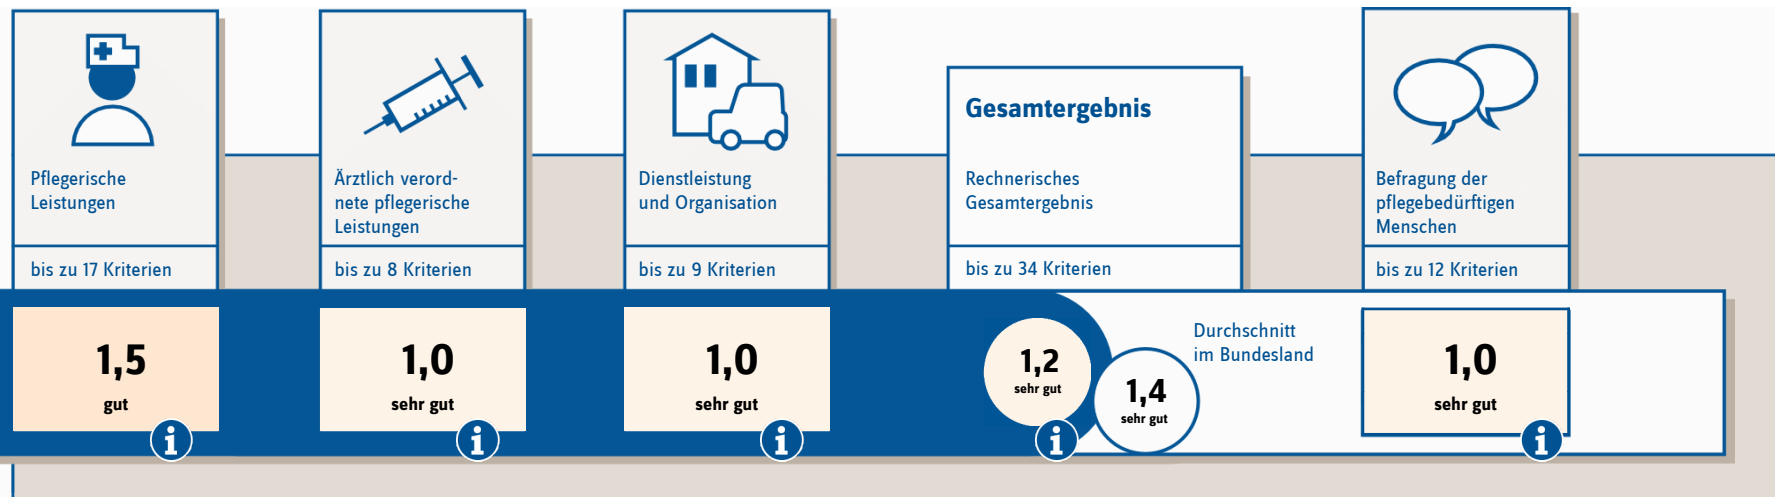 Pflegerische
Leistungen
bis zu 17 Kriterien
1,5
gut
i
Ärztlich verord-
nete pflegerische
Leistungen
bis zu 8 Kriterien
1,0
sehr gut
i
Dienstleistung
und Organisation
bis zu 9 Kriterien
1,0
sehr gut
i
Gesamtergebnis
Rechnerisches
Gesamtergebnis
bis zu 34 Kriterien
1,2
sehr gut
i
1,4
sehr gut
Durchschnitt
im Bundesland
Befragung der
pflegebedürftigen
Menschen
bis zu 12 Kriterien
1,0
sehr gut
i